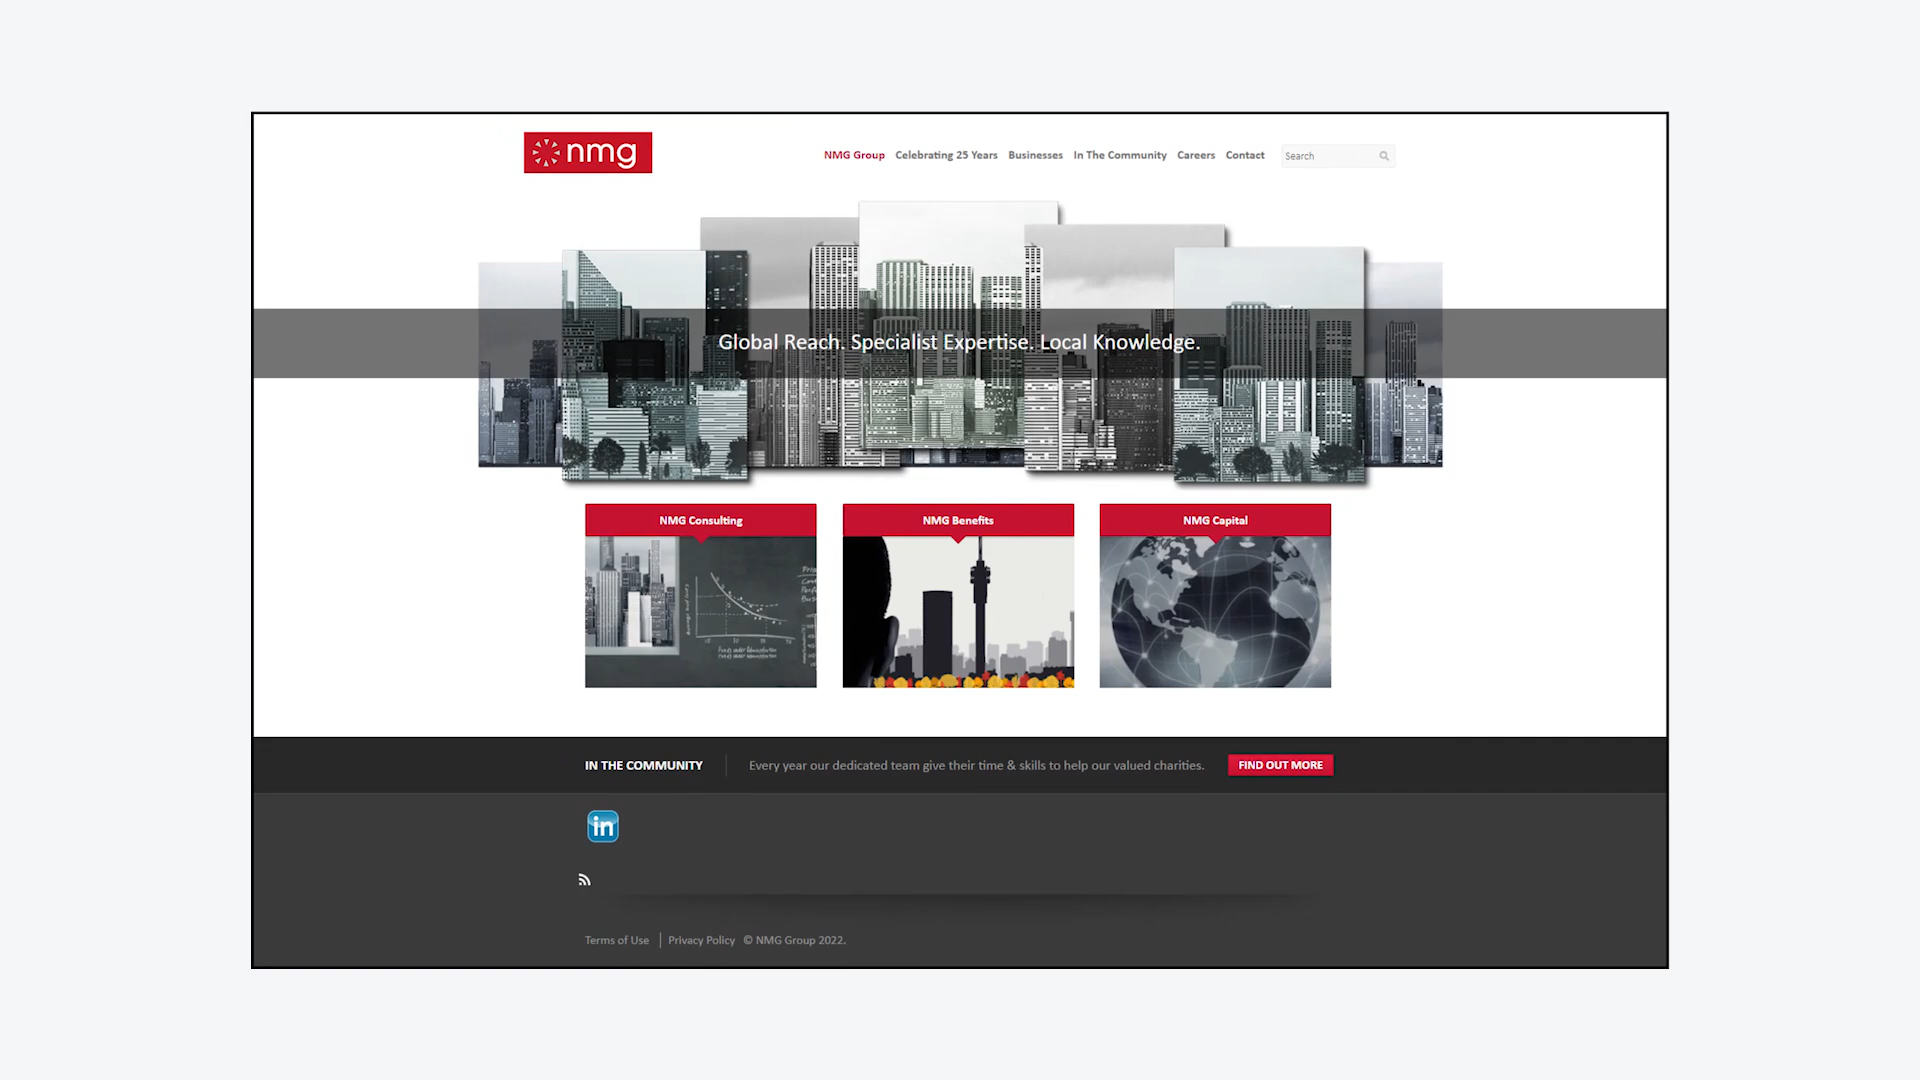 nmg
NMG Group Celebrating 25 Years Businesses In The Community Careers Contact Search
Global Reach. Specialist Expertise. Local Knowledge.
NMG Consulting
NMG Benefits
NMG Capital
IN THE COMMUNITY
Every year our dedicated team give their time & skills to help our valued charities.
FIND OUT MORE
in
Terms of Use Privacy Policy © NMG Group 2022.